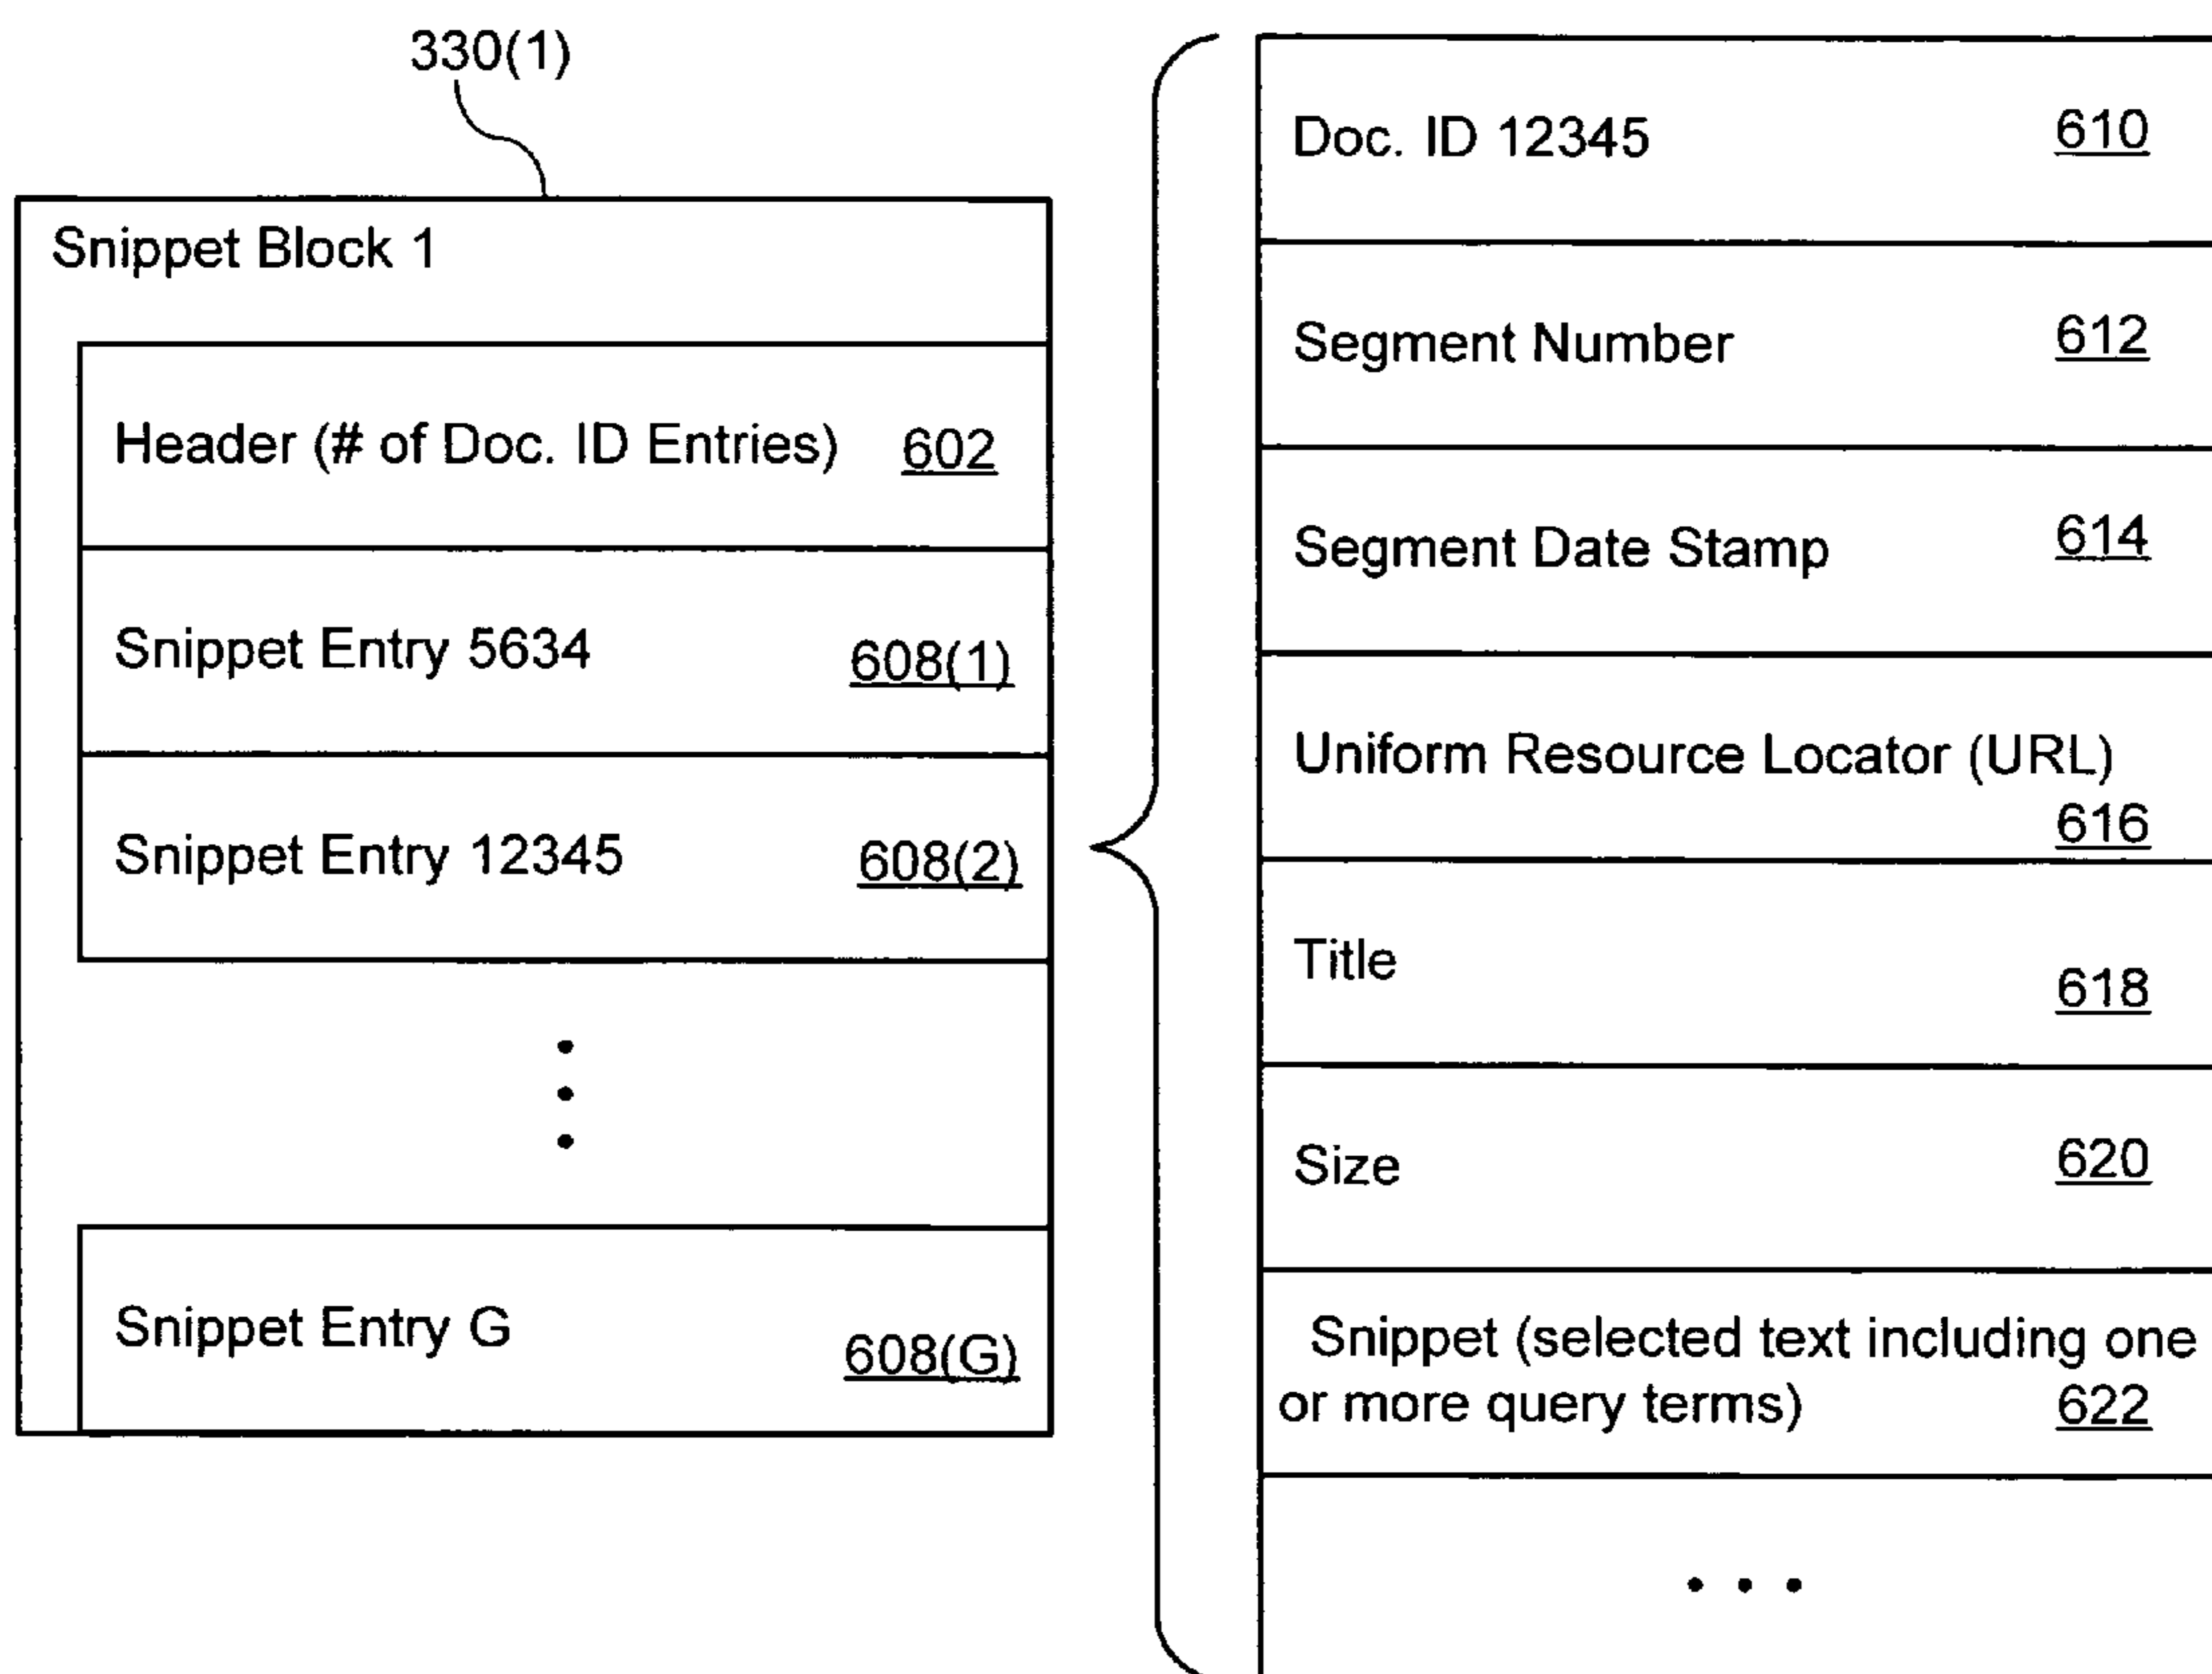 330(1)
Snippet Block 1
Header (# of Doc. ID Entries) 602
Snippet Entry 5634 608(1)
Snippet Entry 12345 608(2)
Snippet Entry G 608(G)
Doc. ID 12345 610
Segment Number 612
Segment Date Stamp 614
Uniform Resource Locator (URL)
616
Title 618
Size 620
Snippet (selected text including one
or more query terms) 622